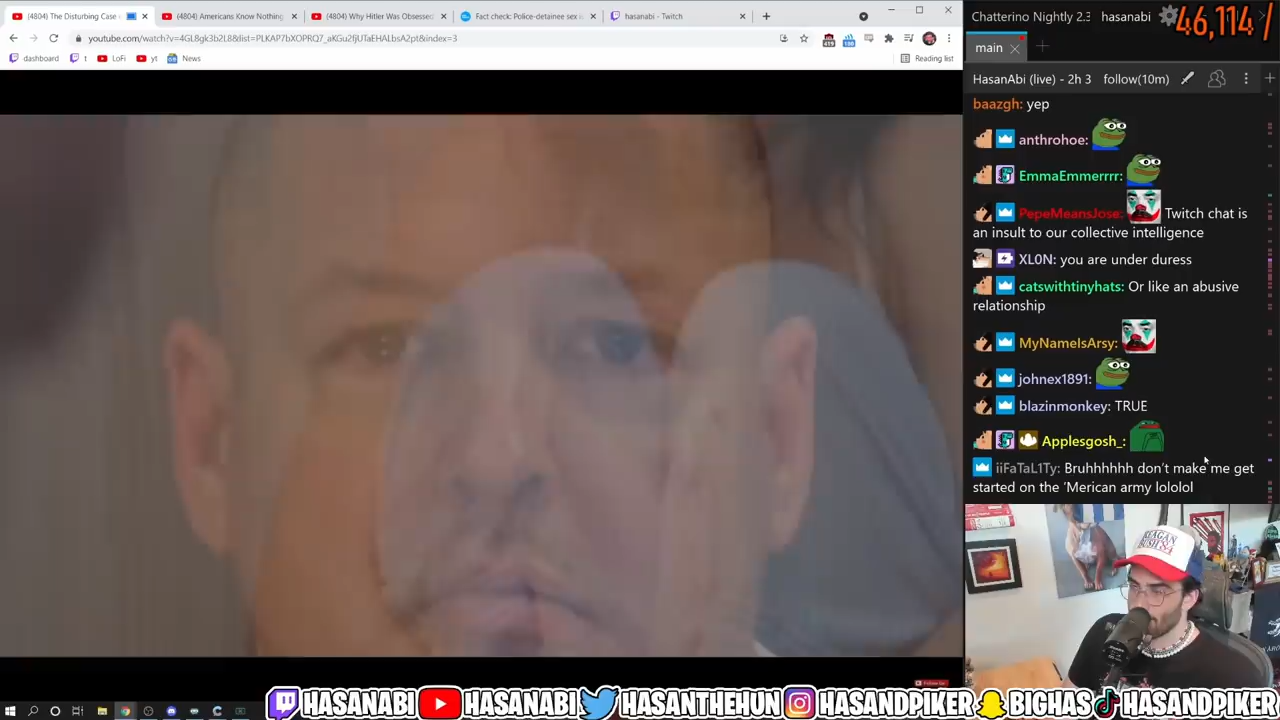 (4804) The Disturbing Case
(4804) Americans Know Nothing
(4804) Why Hitler Was Obsessed
Fact check: Police-detainee sex is
hasanabi - Twitch
youtube.com/watch?v=4GL8gk3b2L8&list=PLKAP7bXOPRQ7_aKGu2fjUTaEHALbsA2pt&index=3
dashboard
1
LoFi
yt
News
Reading list
Chatterino Nightly 2.3
hasanabi
46,114 /
main
HasanAbi (live) - 2h 3
follow(10m)
baazgh: yep
anthrohoe:
EmmaEmmerrrr:
PepeMeansJose: Twitch chat is
an insult to our collective intelligence
XL0N: you are under duress
catswithtinyhats: Or like an abusive
relationship
MyNameIsArsy:
johnex1891:
blazinmonkey: TRUE
Applesgosh_:
iiFaTaL1Ty: Bruhhhhhh don't make me get
started on the 'Merican army lololol
REAGAN
BUSH
HASANABI
HASANABI
HASANTHEHUN
HASANDPIKER
BIGHAS
HASANDPIKER